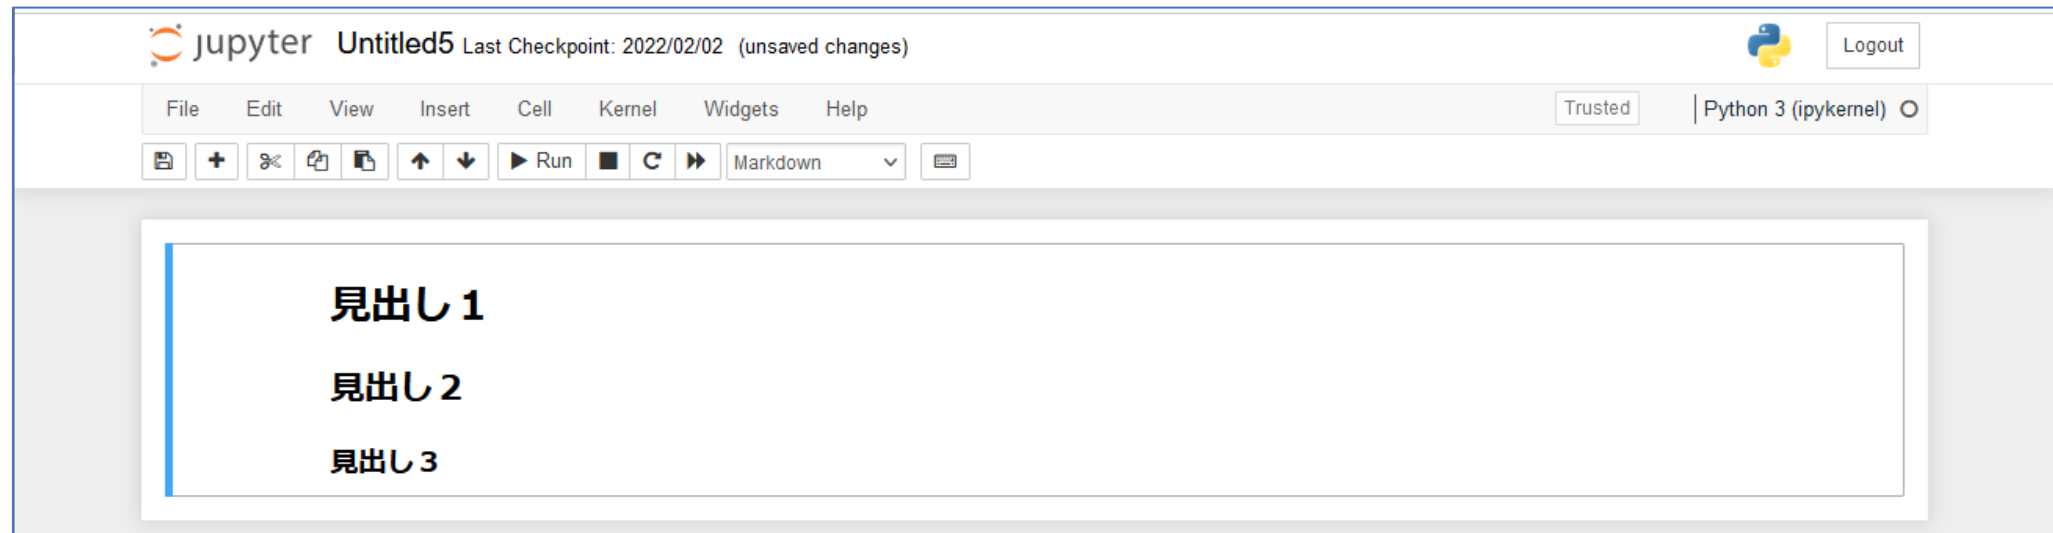 Jupyter Untitled5 Last Checkpoint: 2022/02/02 (unsaved changes) Logout
File Edit View Insert Cell Kernel Widgets Help Trusted Python 3 (ipykernel)
Run Markdown
見出し1
見出し2
見出し3